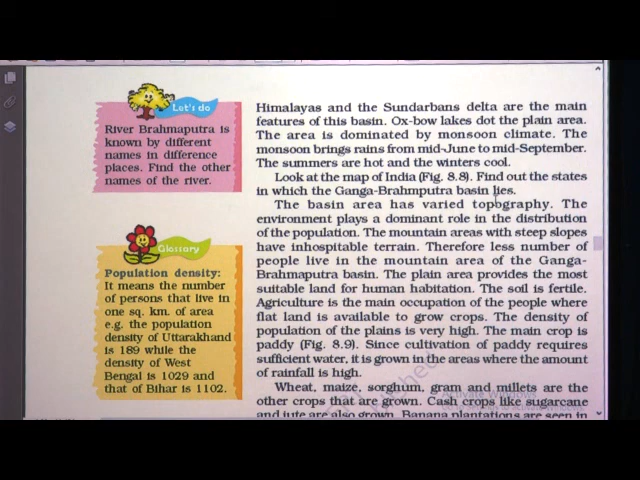 Let's do
River Brahmaputra is
known by different
names in difference
places. Find the other
names of the river.
Glossary
Population density:
It means the number
of persons that live in
one sq. km. of area
e.g. the population
density of Uttarakhand
is 189 while the
density of West
Bengal is 1029 and
that of Bihar is 1102.
Himalayas and the Sundarbans delta are the main
features of this basin. Ox-bow lakes dot the plain area.
The area is dominated by monsoon climate. The
monsoon brings rains from mid-June to mid-September.
The summers are hot and the winters cool.
Look at the map of India (Fig. 8.8). Find out the states
in which the Ganga-Brahmputra basin lies.
The basin area has varied topography. The
environment plays a dominant role in the distribution
of the population. The mountain areas with steep slopes
have inhospitable terrain. Therefore less number of
people live in the mountain area of the Ganga-
Brahmaputra basin. The plain area provides the most
suitable land for human habitation. The soil is fertile.
Agriculture is the main occupation of the people where
flat land is available to grow crops. The density of
population of the plains is very high. The main crop is
paddy (Fig. 8.9). Since cultivation of paddy requires
sufficient water, it is grown in the areas where the amount
of rainfall is high.
Wheat, maize, sorghum, gram and millets are the
other crops that are grown. Cash crops like sugarcane
and jute are also grown. Banana plantations are seen in
Activate Windows